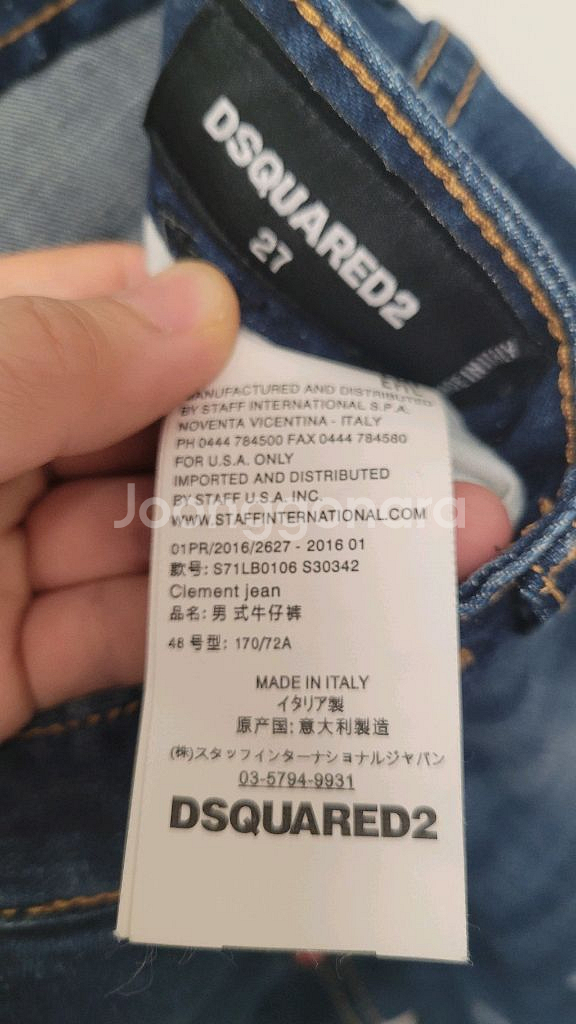 DSQUARED2
27
MANUFACTURED AND DISTRIBUTED
BY STAFF INTERNATIONAL S.P.A.
NOVENTA VICENTINA - ITALY
PH 0444 784500 FAX 0444 784580
FOR U.S.A. ONLY
IMPORTED AND DISTRIBUTED
BY STAFF U.S.A. INC.
Joonggonara
WWW.STAFFINTERNATIONAL.COM
01PR/2016/2627 - 2016 01
款号: S71LB0106 S30342
Clement jean
品名: 男 式牛仔裤
48 号型: 170/72A
MADE IN ITALY
イタリア製
原产国: 意大利製造
(株)スタッフインターナショナルジャパン
03-5794-9931
DSQUARED2